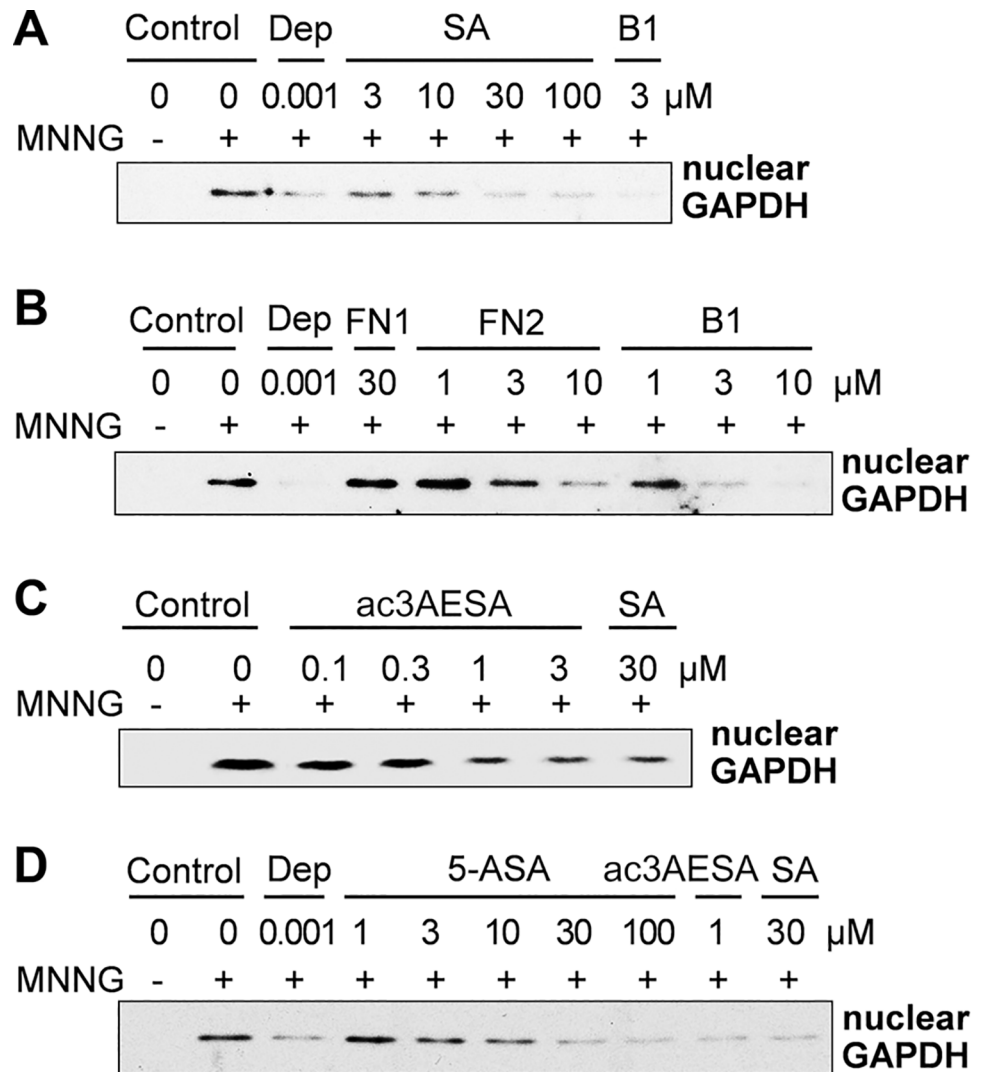 A
Control Dep SA B1
0 0 0.001 3 10 30 100 3 µM
MNNG - + + + + + + +
nuclear
GAPDH
B
Control Dep FN1 FN2 B1
0 0 0.001 30 1 3 10 1 3 10 µM
MNNG - + + + + + + + + +
nuclear
GAPDH
C
Control ac3AESA SA
0 0 0.1 0.3 1 3 30 µM
MNNG - + + + + + +
nuclear
GAPDH
D
Control Dep 5-ASA ac3AESA SA
0 0 0.001 1 3 10 30 100 1 30 µM
MNNG - + + + + + + + + +
nuclear
GAPDH